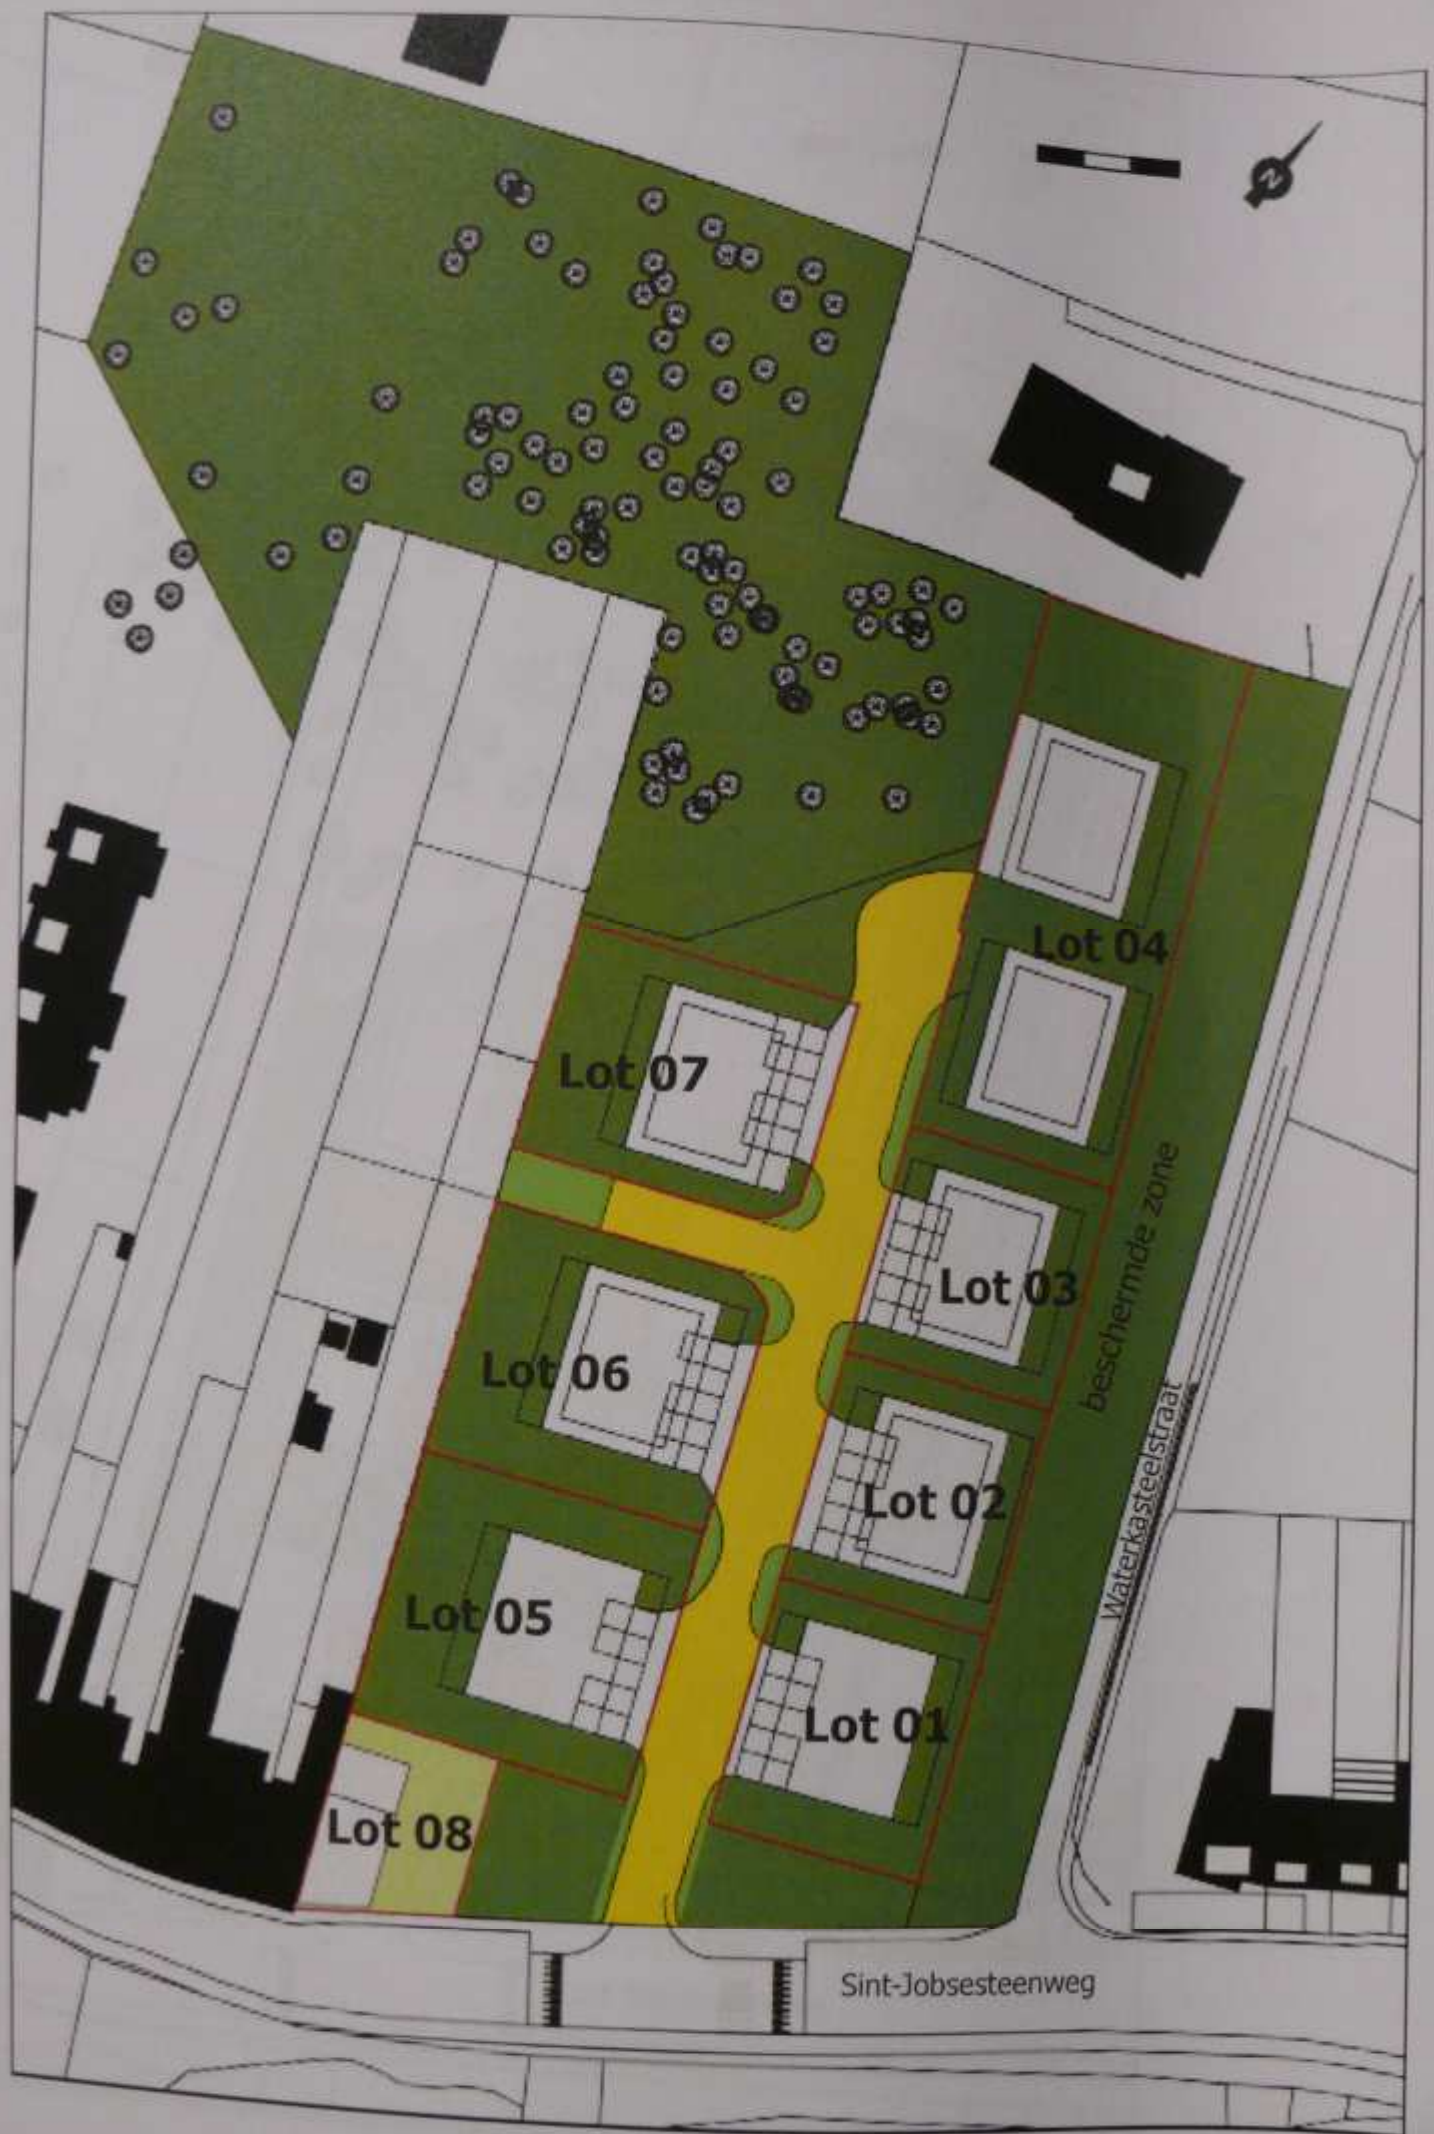 N
Lot 04
Lot 07
beschermde zone
Lot 03
Lot 06
Waterkasteelstraat
Lot 02
Lot 05
Lot 01
Lot 08
Sint-Jobsesteenweg